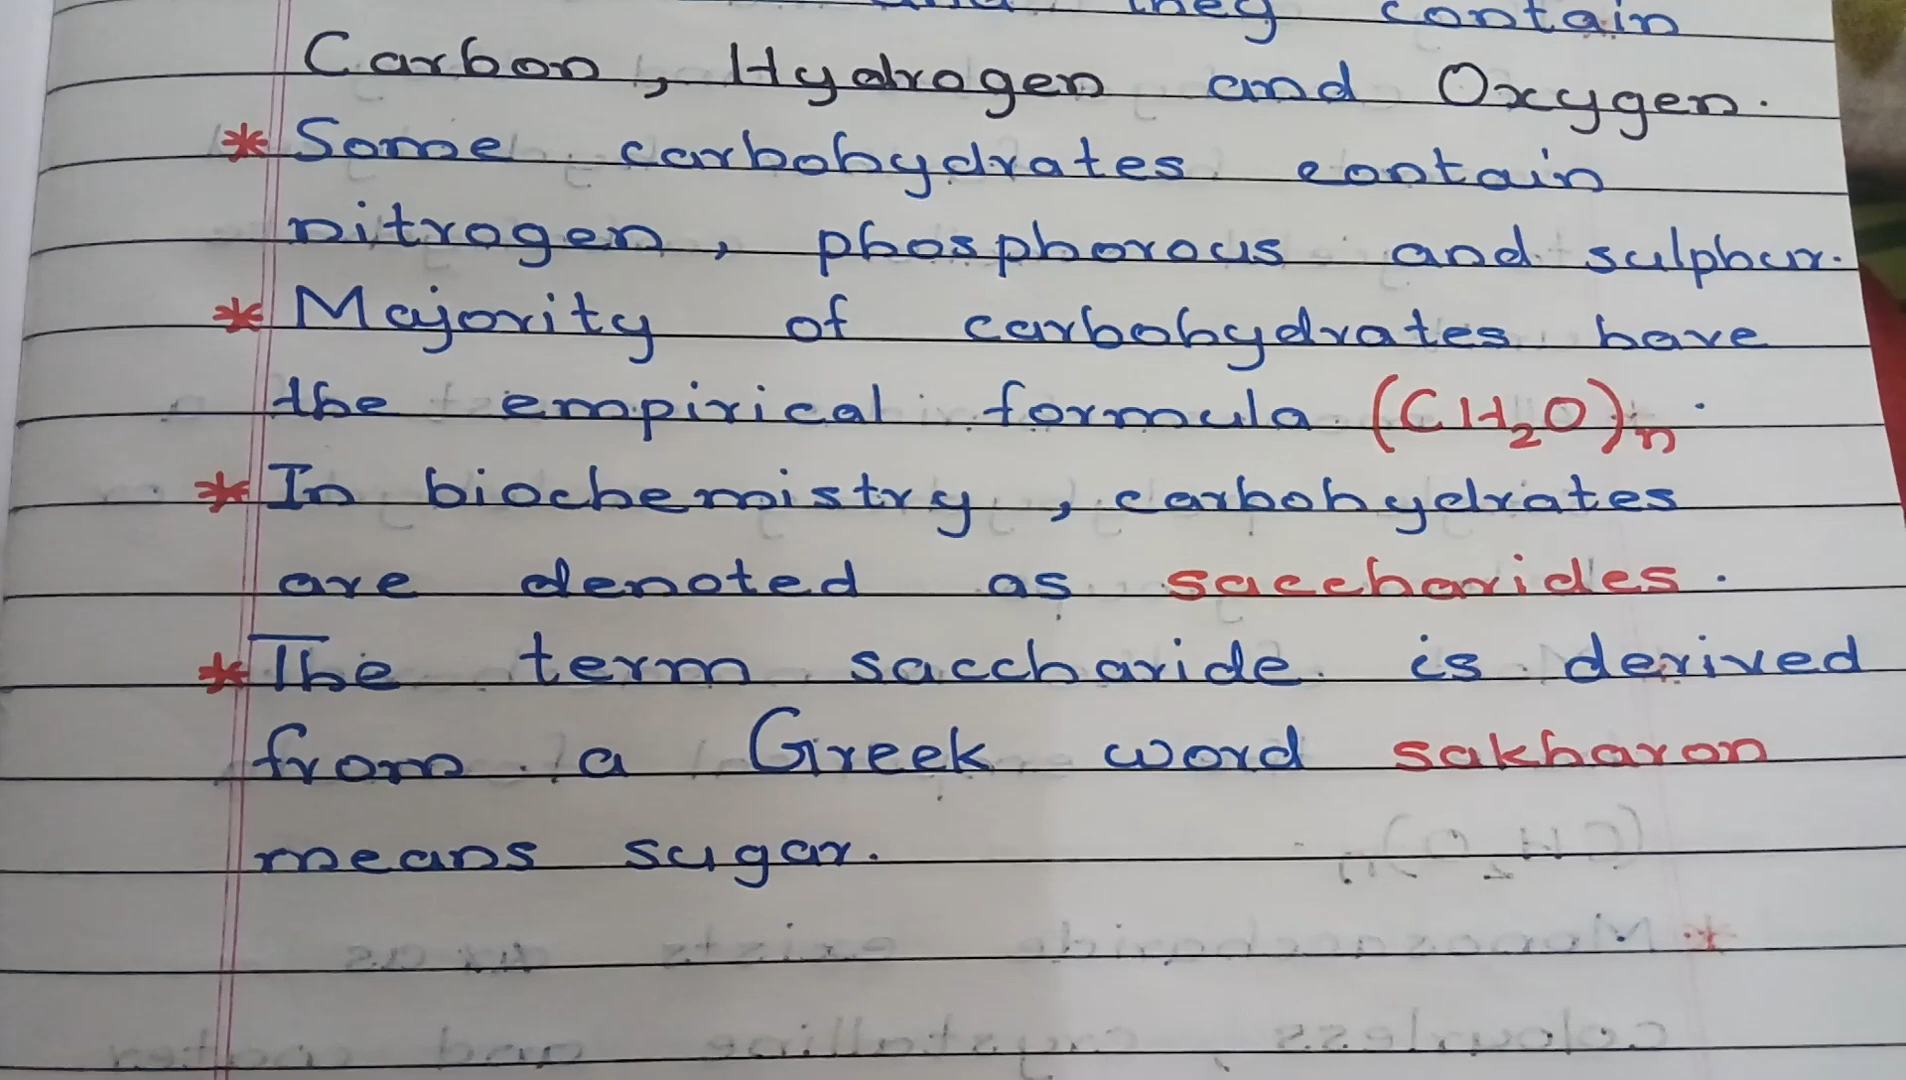 they contain
Carbon, Hydrogen and Oxygen.
* Some carbohydrates contain
nitrogen, phosphorous and sulphur.
* Majority of carbohydrates have
the empirical formula (CH₂O)ₙ.
* In biochemistry, carbohydrates
are denoted as saccharides.
* The term saccharide is derived
from a Greek word sakharon
means sugar.